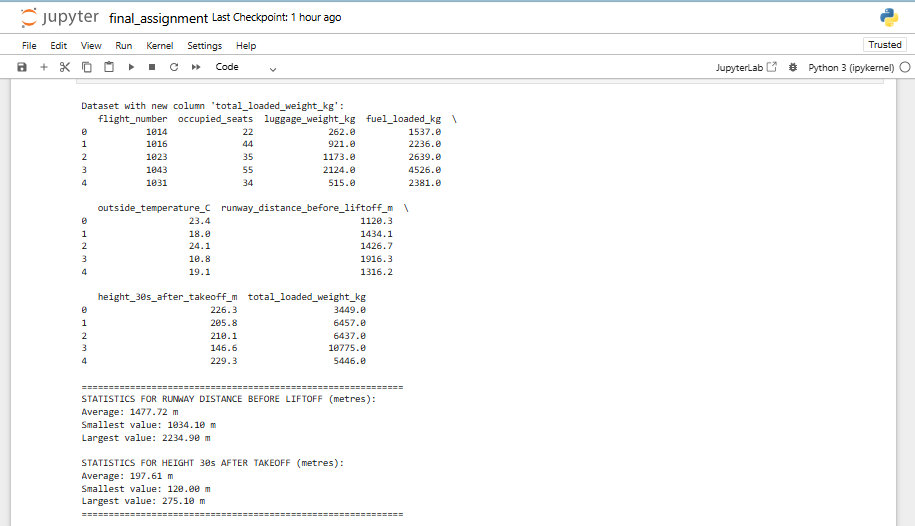 jupyter final_assignment Last Checkpoint: 1 hour ago
File Edit View Run Kernel Settings Help Trusted
Code JupyterLab Python 3 (ipykernel)
Dataset with new column 'total_loaded_weight_kg':
flight_number occupied_seats luggage_weight_kg fuel_loaded_kg \
0 1014 22 262.0 1537.0
1 1016 44 921.0 2236.0
2 1023 35 1173.0 2639.0
3 1043 55 2124.0 4526.0
4 1031 34 515.0 2381.0
outside_temperature_C runway_distance_before_liftoff_m \
0 23.4 1120.3
1 18.0 1434.1
2 24.1 1426.7
3 10.8 1916.3
4 19.1 1316.2
height_30s_after_takeoff_m total_loaded_weight_kg
0 226.3 3449.0
1 205.8 6457.0
2 210.1 6437.0
3 146.6 10775.0
4 229.3 5446.0
===============================================================
STATISTICS FOR RUNWAY DISTANCE BEFORE LIFTOFF (metres):
Average: 1477.72 m
Smallest value: 1034.10 m
Largest value: 2234.90 m
STATISTICS FOR HEIGHT 30s AFTER TAKEOFF (metres):
Average: 197.61 m
Smallest value: 120.00 m
Largest value: 275.10 m
===============================================================